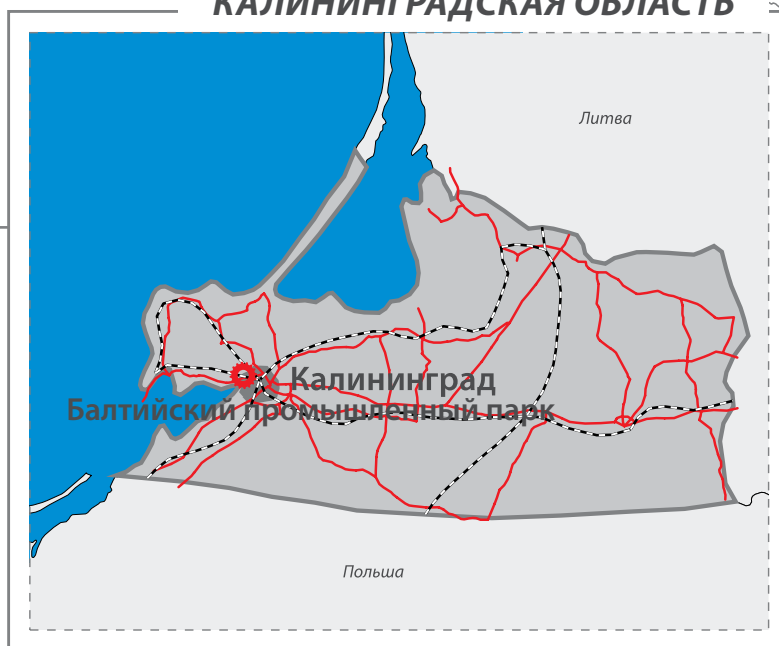 КАЛИНИНГРАДСКАЯ ОБЛАСТЬ
Литва
Калининград
Балтийский промышленный парк
Польша